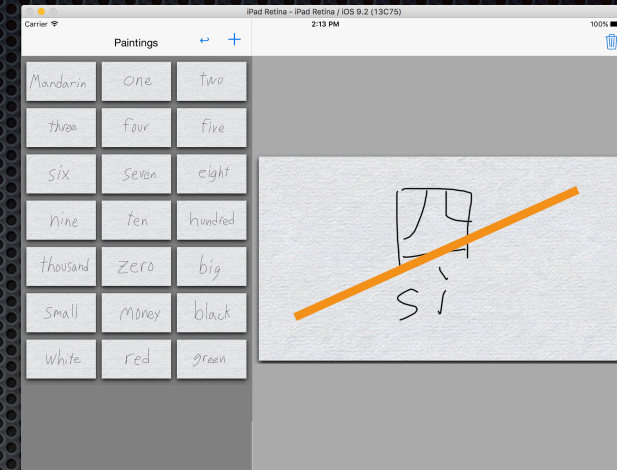 iPad Retina - iPad Retina / iOS 9.2 (13C75)
Carrier 2:13 PM 100%
Paintings
Mandarin one two
three four five
six seven eight
nine ten hundred
thousand zero big
small money black
white red green
四
sì